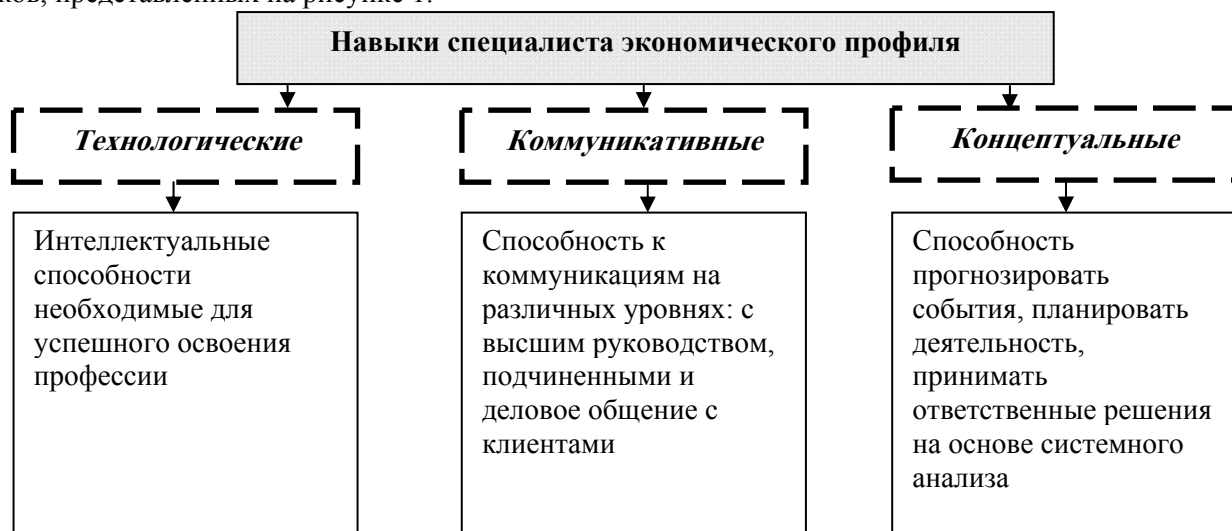 ков, представленных на рисунке 1.
Навыки специалиста экономического профиля
Технологические
Коммуникативные
Концептуальные
Интеллектуальные
способности
необходимые для
успешного освоения
профессии
Способность к
коммуникациям на
различных уровнях: с
высшим руководством,
подчиненными и
деловое общение с
клиентами
Способность
прогнозировать
события, планировать
деятельность,
принимать
ответственные решения
на основе системного
анализа